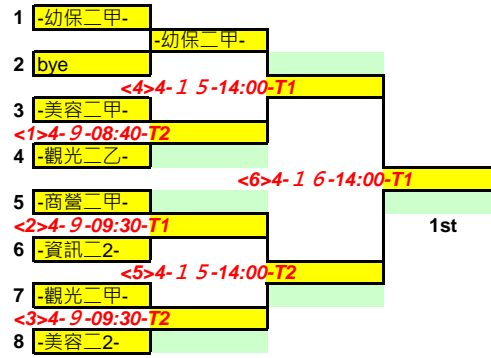 1 -幼保二甲-
-幼保二甲-
2 bye
<4>4-１５-14:00-T1
3 -美容二甲-
<1>4-９-08:40-T2
4 -觀光二乙-
<6>4-１６-14:00-T1
5 -商營二甲-
<2>4-９-09:30-T1
1st
6 -資訊二2-
<5>4-１５-14:00-T2
7 -觀光二甲-
<3>4-９-09:30-T2
8 -美容二2-